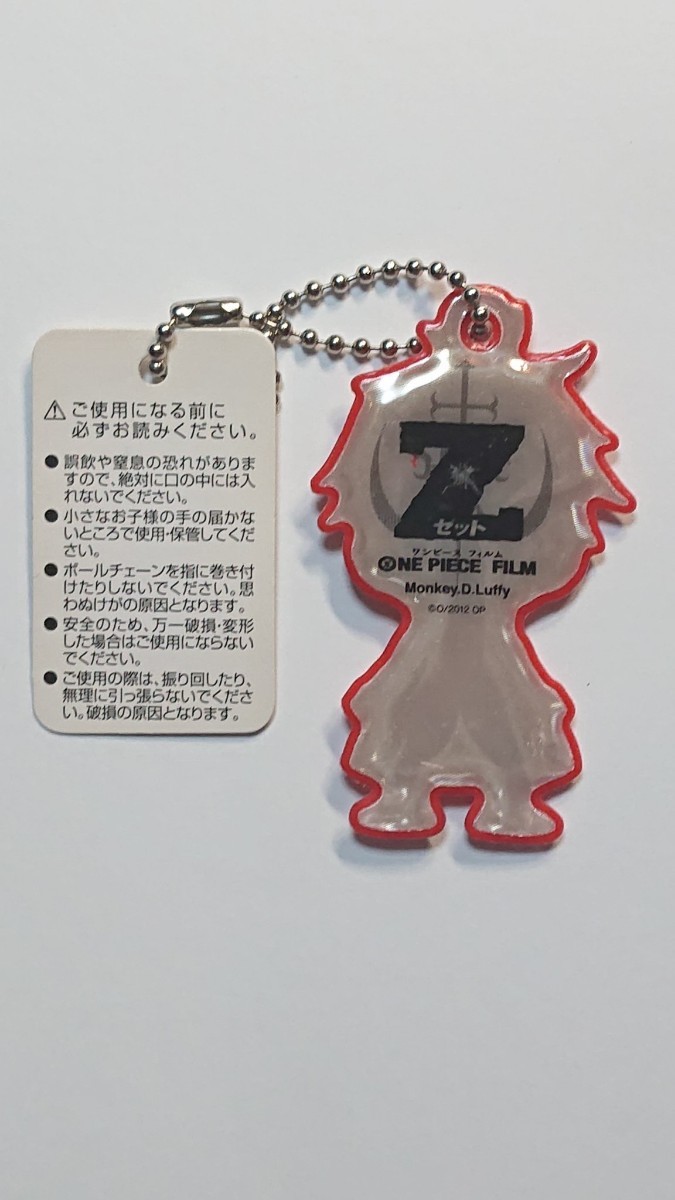 ⚠ご使用になる前に
必ずお読みください。
●誤飲や窒息の恐れがありま
すので、絶対に口の中には入
れないでください。
●小さなお子様の手の届かな
いところで使用・保管してくだ
さい。
●ボールチェーンを指に巻き付
けたりしないでください。思
わぬけがの原因となります。
●安全のため、万一破損・変形
した場合はご使用にならない
でください。
●ご使用の際は、振り回したり、
無理に引っ張らないでくださ
い。破損の原因となります。
Z
ゼット
ワンピース フィルム
ONE PIECE FILM
Monkey.D.Luffy
©O/2012 OP